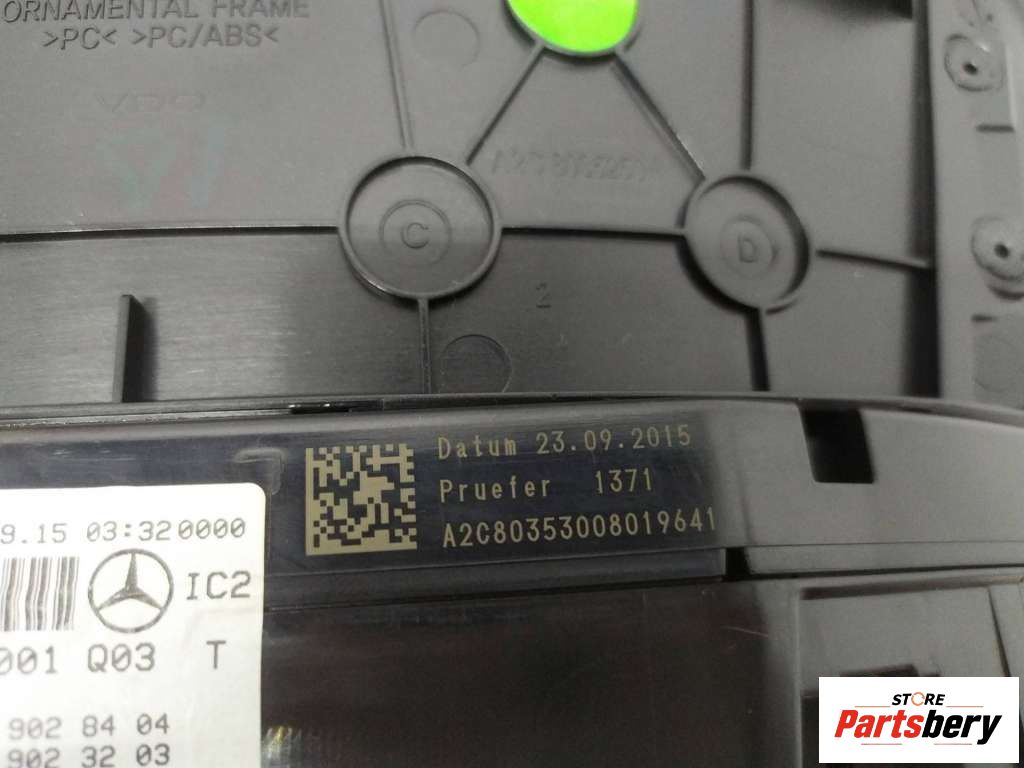 ORNAMENTAL FRAME
>PC< >PC/ABS<
VDO
C
D
2
Datum 23.09.2015
Pruefer 1371
A2C80353008019641
9.15 03:320000
IC2
001 Q03 T
902 84 04
902 32 03
STORE
Partsbery